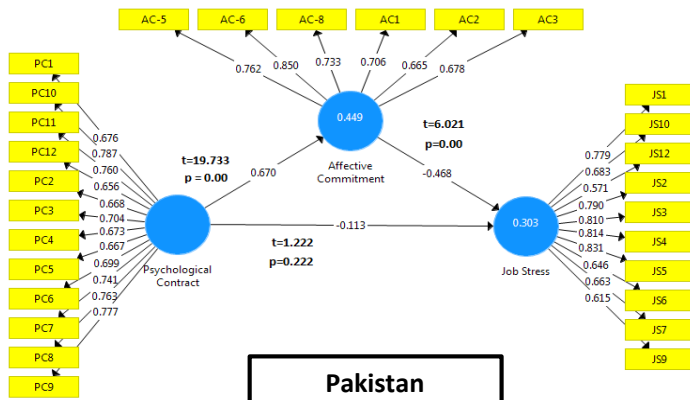 AC-5 AC-6 AC-8 AC1 AC2 AC3
0.762 0.850 0.733 0.706 0.665 0.678
PC1
PC10
PC11
PC12
PC2
PC3
PC4
PC5
PC6
PC7
PC8
PC9
0.676
0.787
0.760
0.656
0.668
0.704
0.673
0.667
0.699
0.741
0.763
0.777
Psychological
Contract
t=19.733
p = 0.00
0.670
0.449
Affective
Commitment
t=6.021
p=0.00
-0.468
-0.113
t=1.222
p=0.222
0.303
Job Stress
0.779
0.683
0.571
0.790
0.810
0.814
0.831
0.646
0.663
0.615
JS1
JS10
JS12
JS2
JS3
JS4
JS5
JS6
JS7
JS9
Pakistan